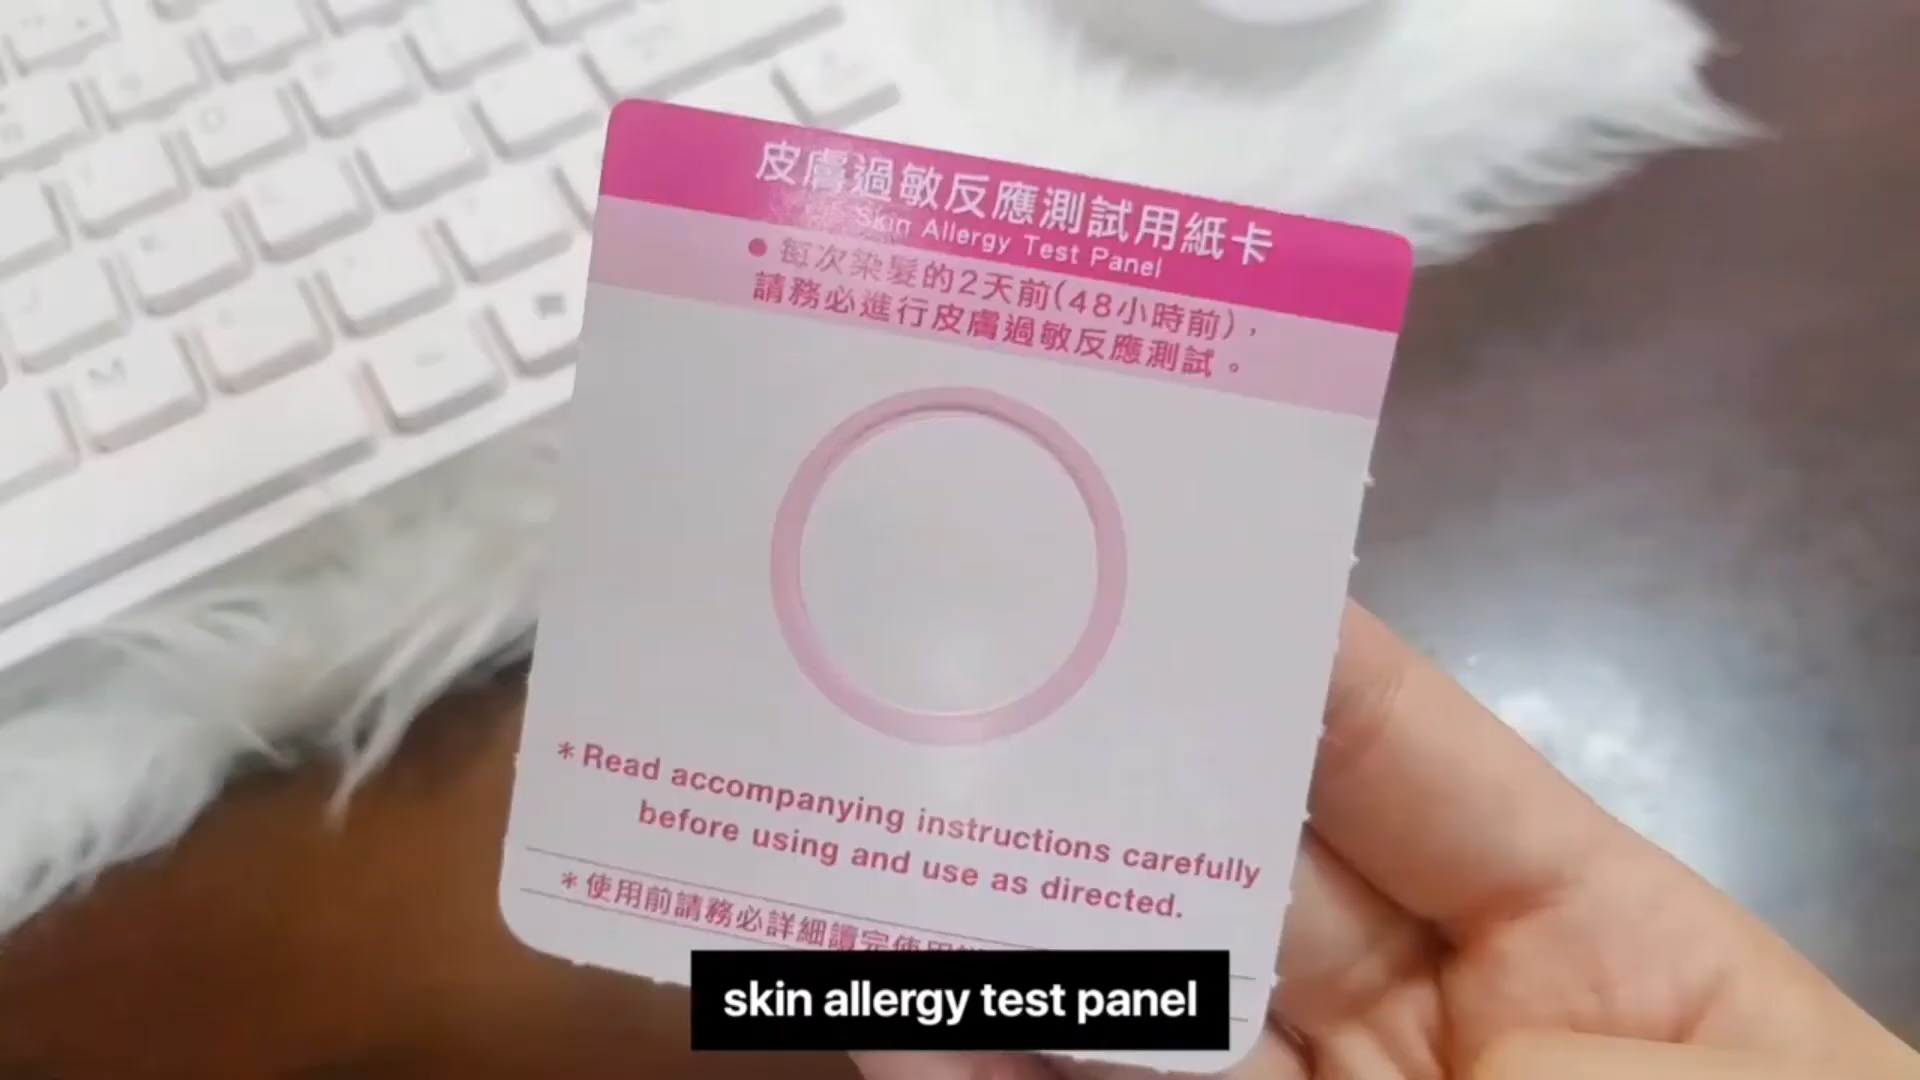 皮膚過敏反應測試用紙卡
Skin Allergy Test Panel
● 每次染髮的2天前(48小時前)，
請務必進行皮膚過敏反應測試。
*Read accompanying instructions carefully
before using and use as directed.
*使用前請務必詳細讀完使用
skin allergy test panel